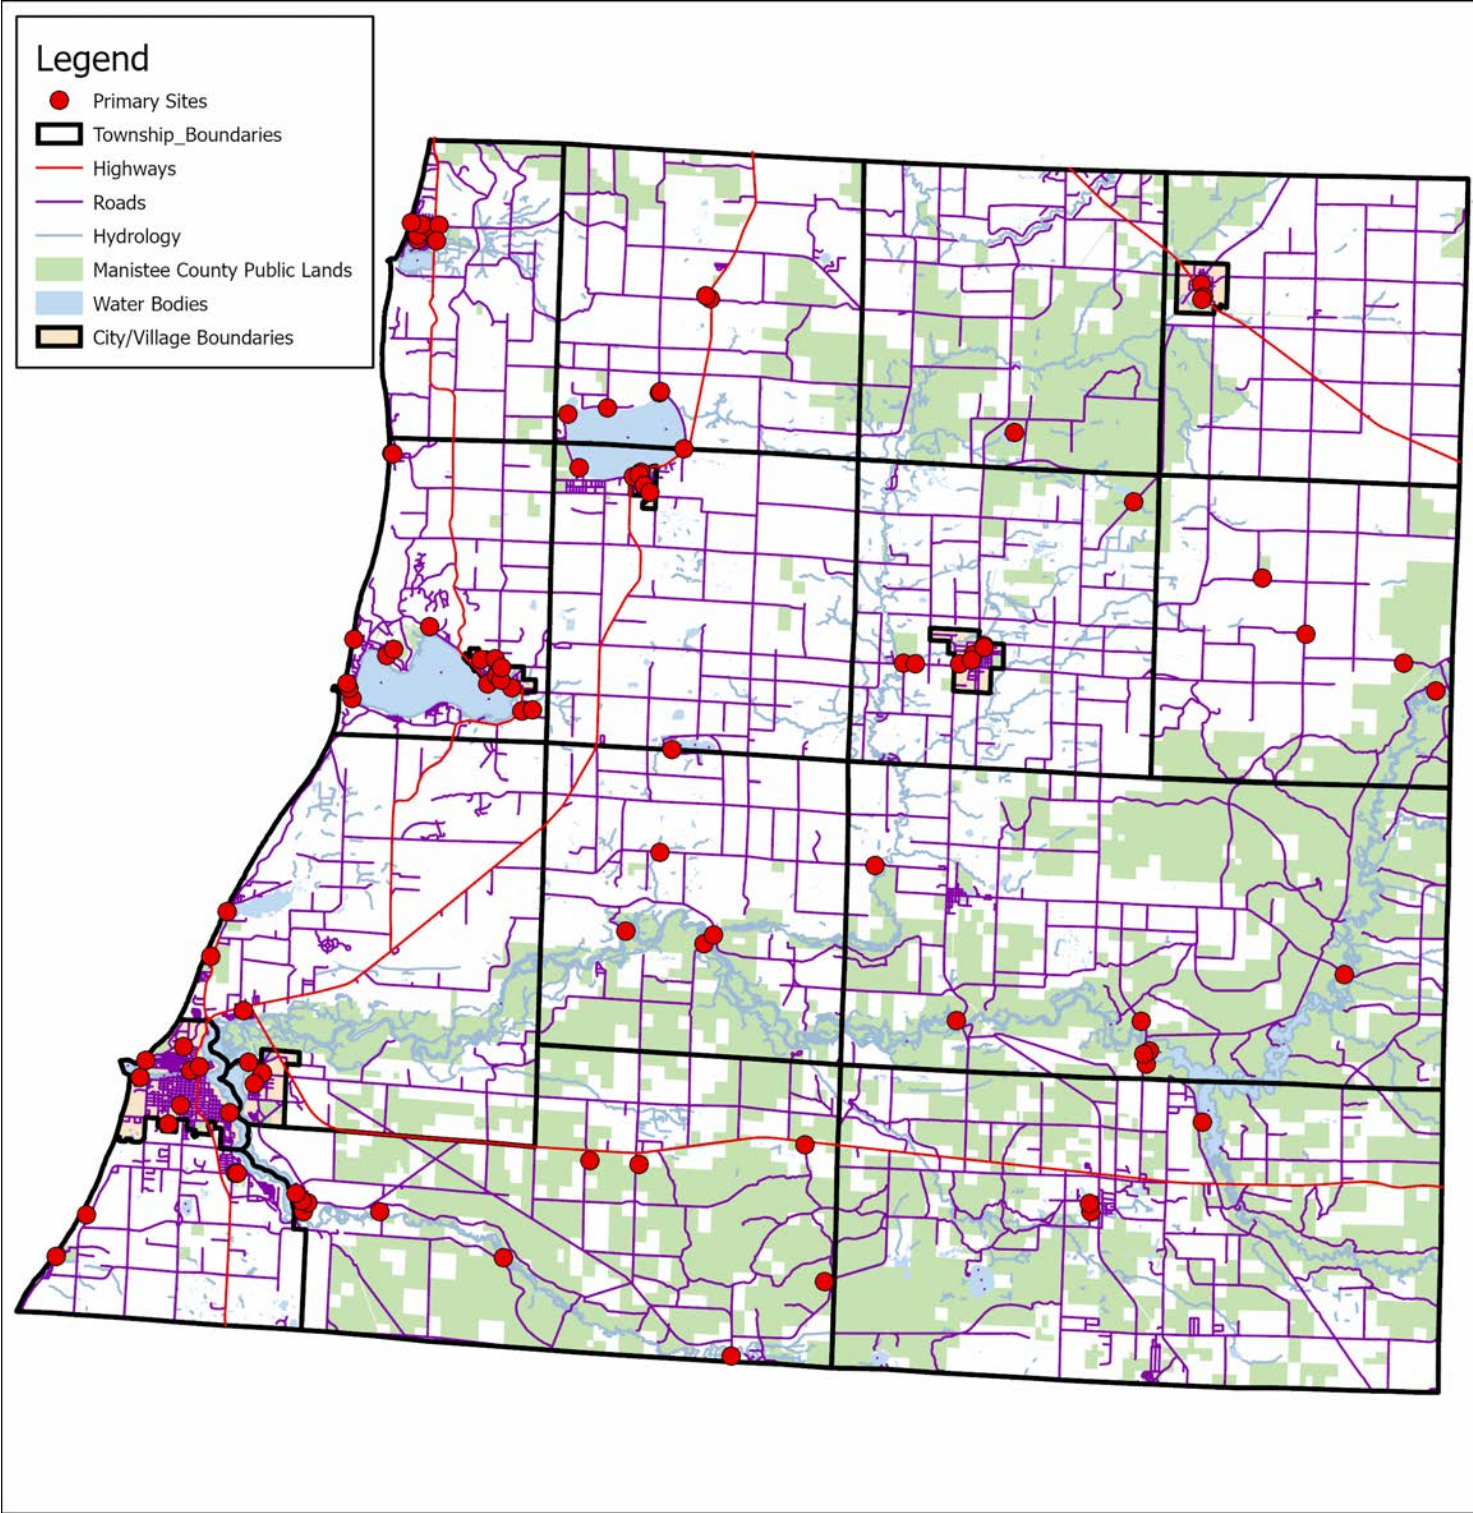 Legend
Primary Sites
Township_Boundaries
Highways
Roads
Hydrology
Manistee County Public Lands
Water Bodies
City/Village Boundaries